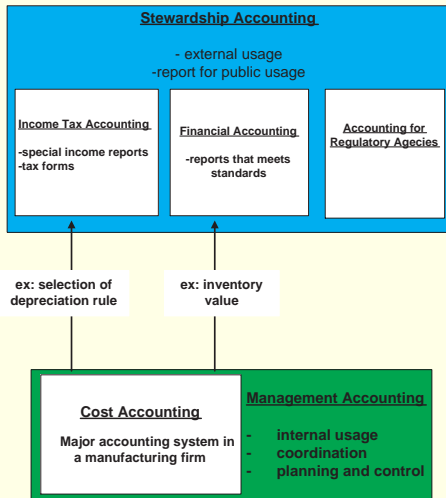 Stewardship Accounting
- external usage
-report for public usage
Income Tax Accounting
-special income reports
-tax forms
Financial Accounting
-reports that meets
standards
Accounting for
Regulatory Agecies
ex: selection of
depreciation rule
ex: inventory
value
Cost Accounting
Major accounting system in
a manufacturing firm
Management Accounting
- internal usage
- coordination
- planning and control